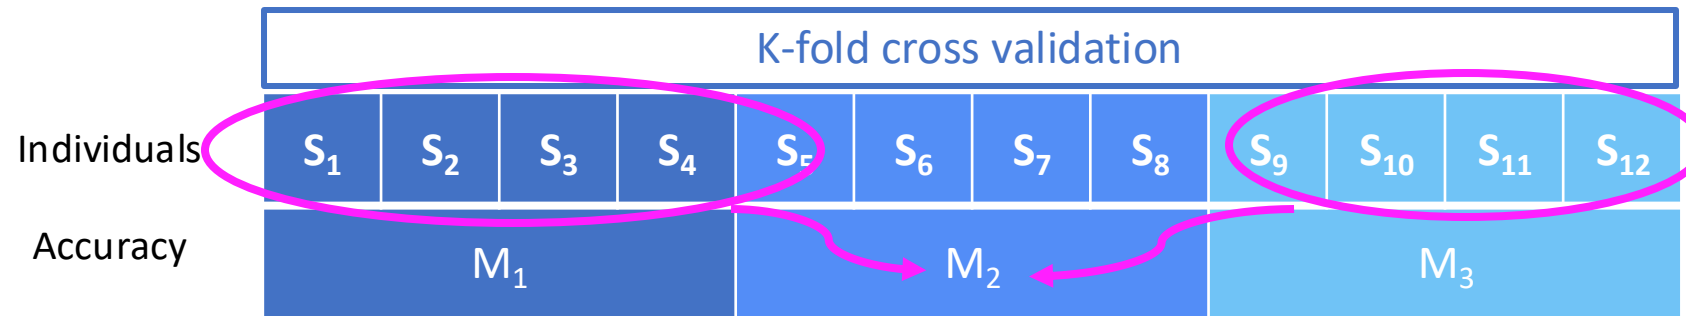 K-fold cross validation
Individuals S₁ S₂ S₃ S₄ S₅ S₆ S₇ S₈ S₉ S₁₀ S₁₁ S₁₂
Accuracy M₁ M₂ M₃